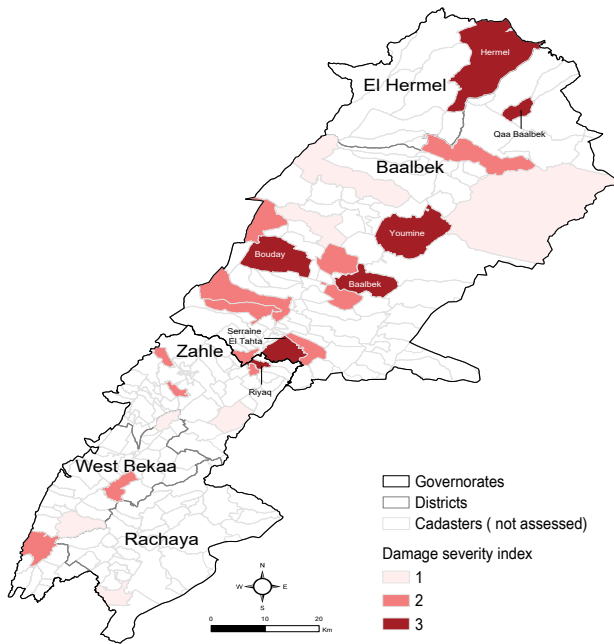 Hermel
El Hermel
Qaa Baalbek
Baalbek
Youmine
Bouday
Baalbek
Serraine
El Tahta
Zahle
Riyaq
West Bekaa
Rachaya
Governorates
Districts
Cadasters ( not assessed)
Damage severity index
1
2
3
N
W E
S
0 10 20
Km